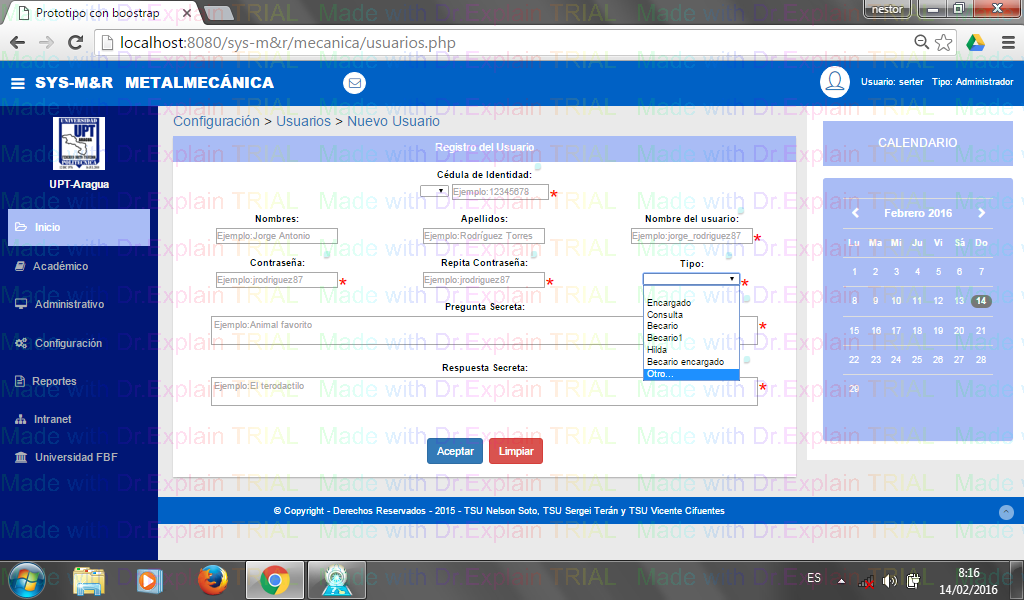 Prototipo con boostrap
nestor
localhost:8080/sys-m&r/mecanica/usuarios.php
SYS-M&R METALMECÁNICA
Usuario: serter Tipo: Administrador
UNIVERSIDAD
UPT
ARAGUA
POLITECNICA
UPT-Aragua
Inicio
Académico
Administrativo
Configuración
Reportes
Intranet
Universidad FBF
Configuración > Usuarios > Nuevo Usuario
Registro del Usuario
Cédula de Identidad:
Ejemplo:12345678 *
Nombres: Apellidos: Nombre del usuario:
Ejemplo:Jorge Antonio Ejemplo:Rodríguez Torres Ejemplo:jorge_rodriguez87 *
Contraseña: Repita Contraseña: Tipo:
Ejemplo:jrodriguez87 * Ejemplo:jrodriguez87 * *
Encargado
Consulta
Becario
Becario1
Hilda
Becario encargado
Otro...
Pregunta Secreta:
Ejemplo:Animal favorito *
Respuesta Secreta:
Ejemplo:El terodactilo *
Aceptar Limpiar
CALENDARIO
Febrero 2016
Lu Ma Mi Ju Vi Sá Do
1 2 3 4 5 6 7
8 9 10 11 12 13 14
15 16 17 18 19 20 21
22 23 24 25 26 27 28
29
© Copyright - Derechos Reservados - 2015 - TSU Nelson Soto, TSU Sergei Terán y TSU Vicente Cifuentes
ES
8:16
14/02/2016
Made with Dr.Explain TRIAL